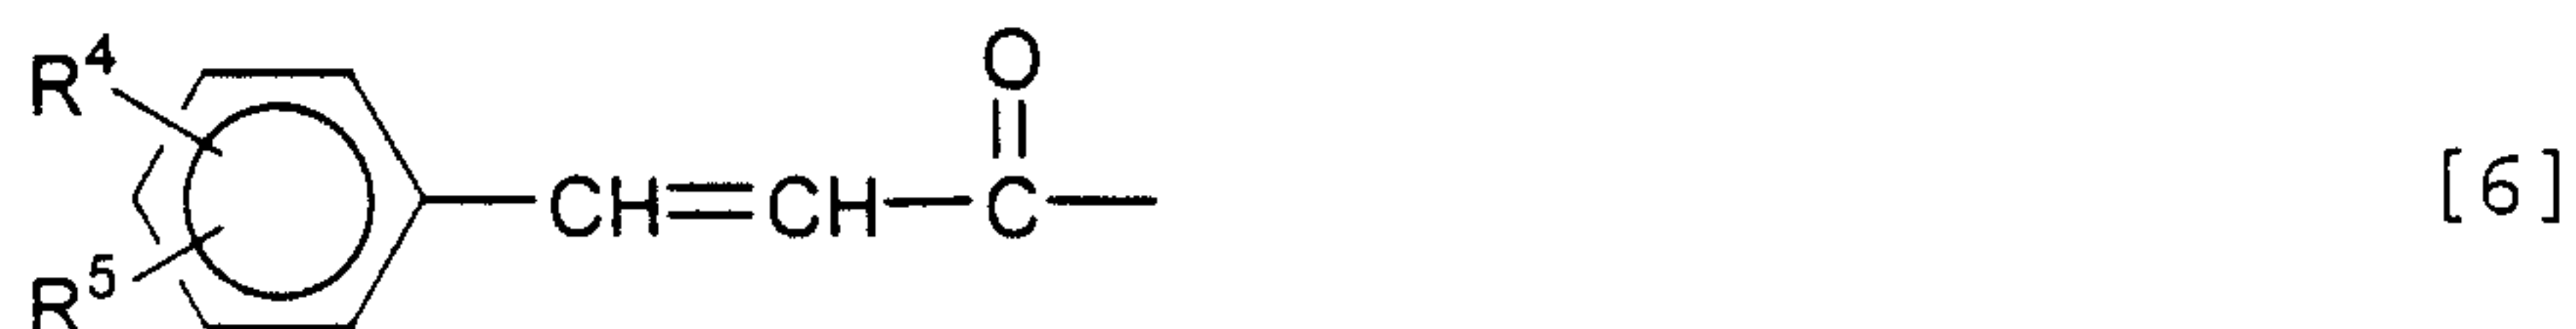 O
R⁴
CH=CH-C- [6]
R⁵